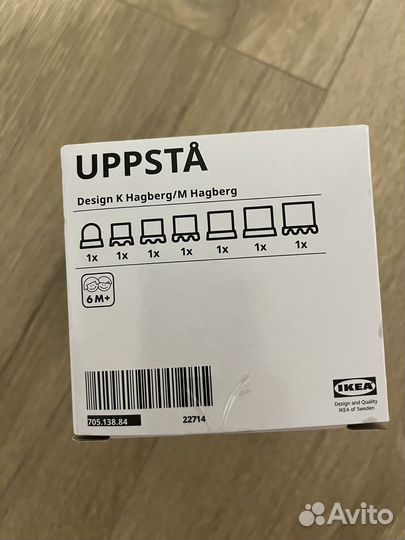 UPPSTÅ
Design K Hagberg/M Hagberg
1x 1x 1x 1x 1x 1x 1x
6 M+
705.138.84 22714
IKEA
Design and Quality
IKEA of Sweden
Avito